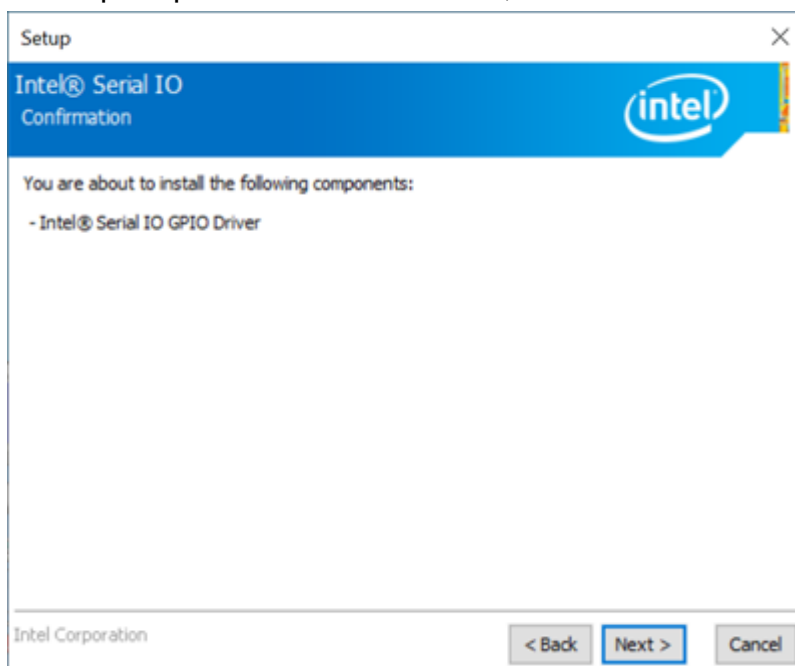 Setup
Intel® Serial IO
Confirmation
intel
You are about to install the following components:
- Intel® Serial IO GPIO Driver
Intel Corporation
< Back
Next >
Cancel